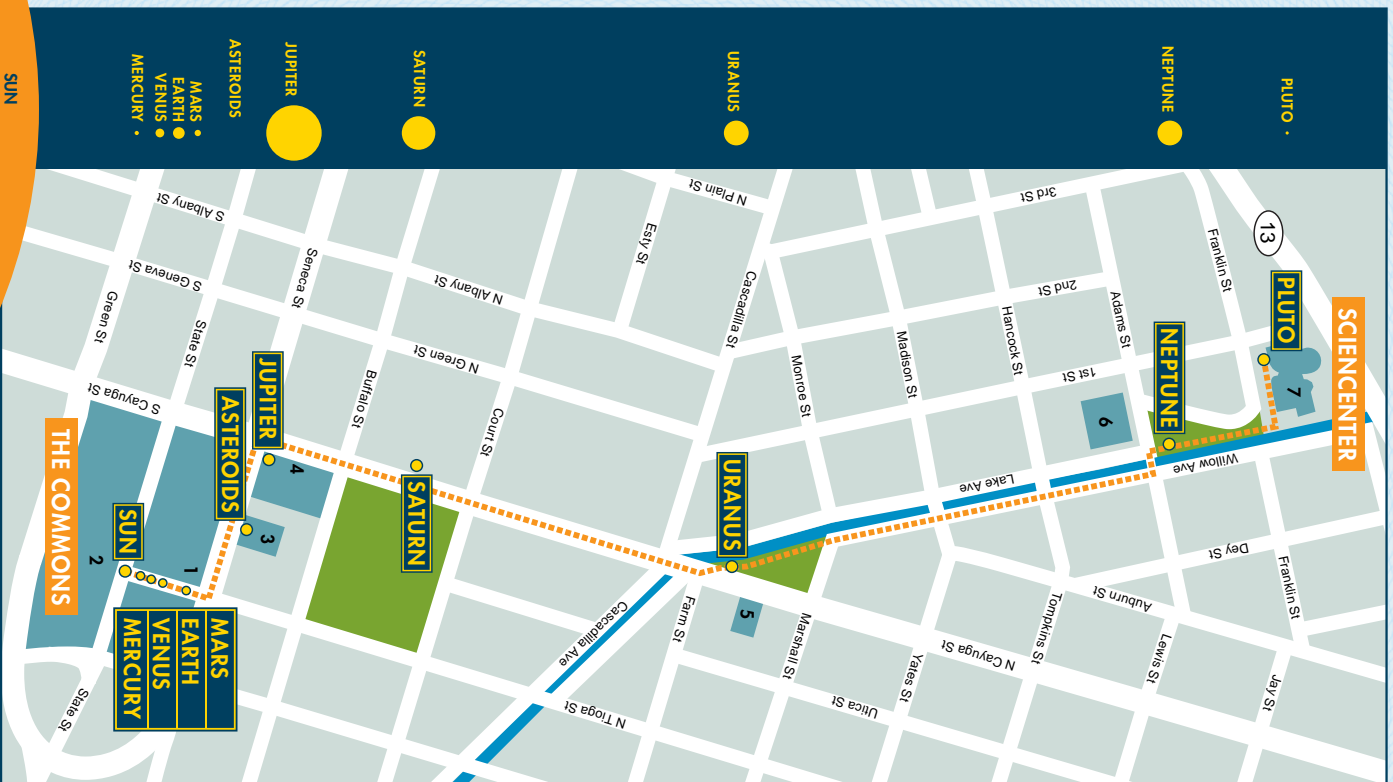 SUN
MERCURY
VENUS
EARTH
MARS
ASTEROIDS
JUPITER
SATURN
URANUS
NEPTUNE
PLUTO
S Albany St
S Geneva St
Green St
State St
Seneca St
N Albany St
N Green St
Buffalo St
Court St
Esty St
N Plain St
Cascadilla St
Monroe St
Madison St
Hancock St
Adams St
3rd St
2nd St
1st St
Franklin St
13
SCIENCENTER
PLUTO
7
NEPTUNE
6
Willow Ave
Lake Ave
URANUS
5
SATURN
JUPITER
4
ASTEROIDS
3
S Cayuga St
THE COMMONS
SUN
2
1
MARS
EARTH
VENUS
MERCURY
State St
Cascadilla Ave
Farm St
Marshall St
N Tioga St
Utica St
Yates St
N Cayuga St
Tompkins St
Auburn St
Dey St
Lewis St
Franklin St
Jay St